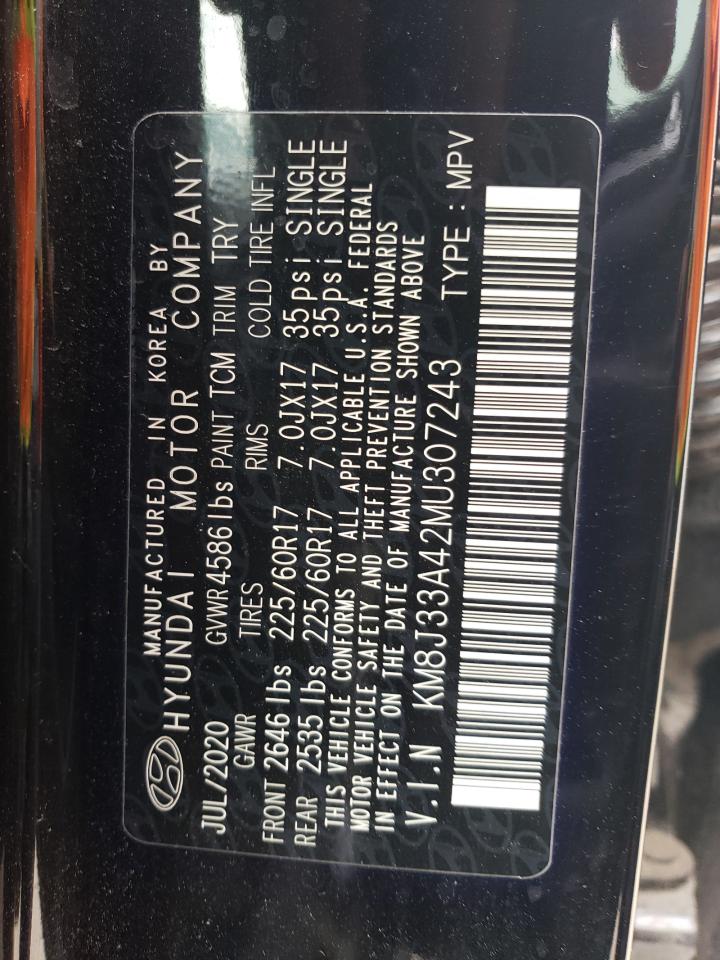 MANUFACTURED IN KOREA BY
HYUNDAI MOTOR COMPANY
JUL/2020 GVWR4586lbs PAINT TCM TRIM TRY
GAWR TIRES RIMS COLD TIRE INFL
FRONT 2646 lbs 225/60R17 7.0JX17 35psi SINGLE
REAR 2535 lbs 225/60R17 7.0JX17 35psi SINGLE
THIS VEHICLE CONFORMS TO ALL APPLICABLE U.S.A. FEDERAL
MOTOR VEHICLE SAFETY AND THEFT PREVENTION STANDARDS
IN EFFECT ON THE DATE OF MANUFACTURE SHOWN ABOVE
V.I.N KM8J33A42MU307243 TYPE : MPV